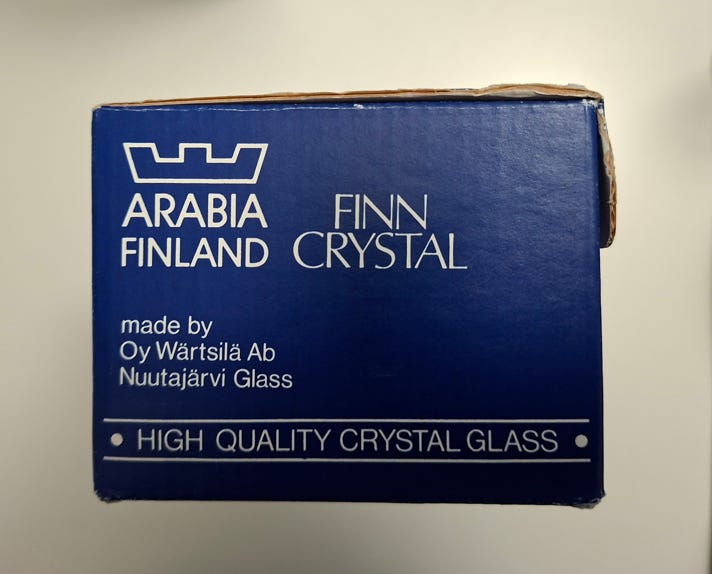 ARABIA
FINLAND
FINN
CRYSTAL
made by
Oy Wärtsilä Ab
Nuutajärvi Glass
• HIGH QUALITY CRYSTAL GLASS •